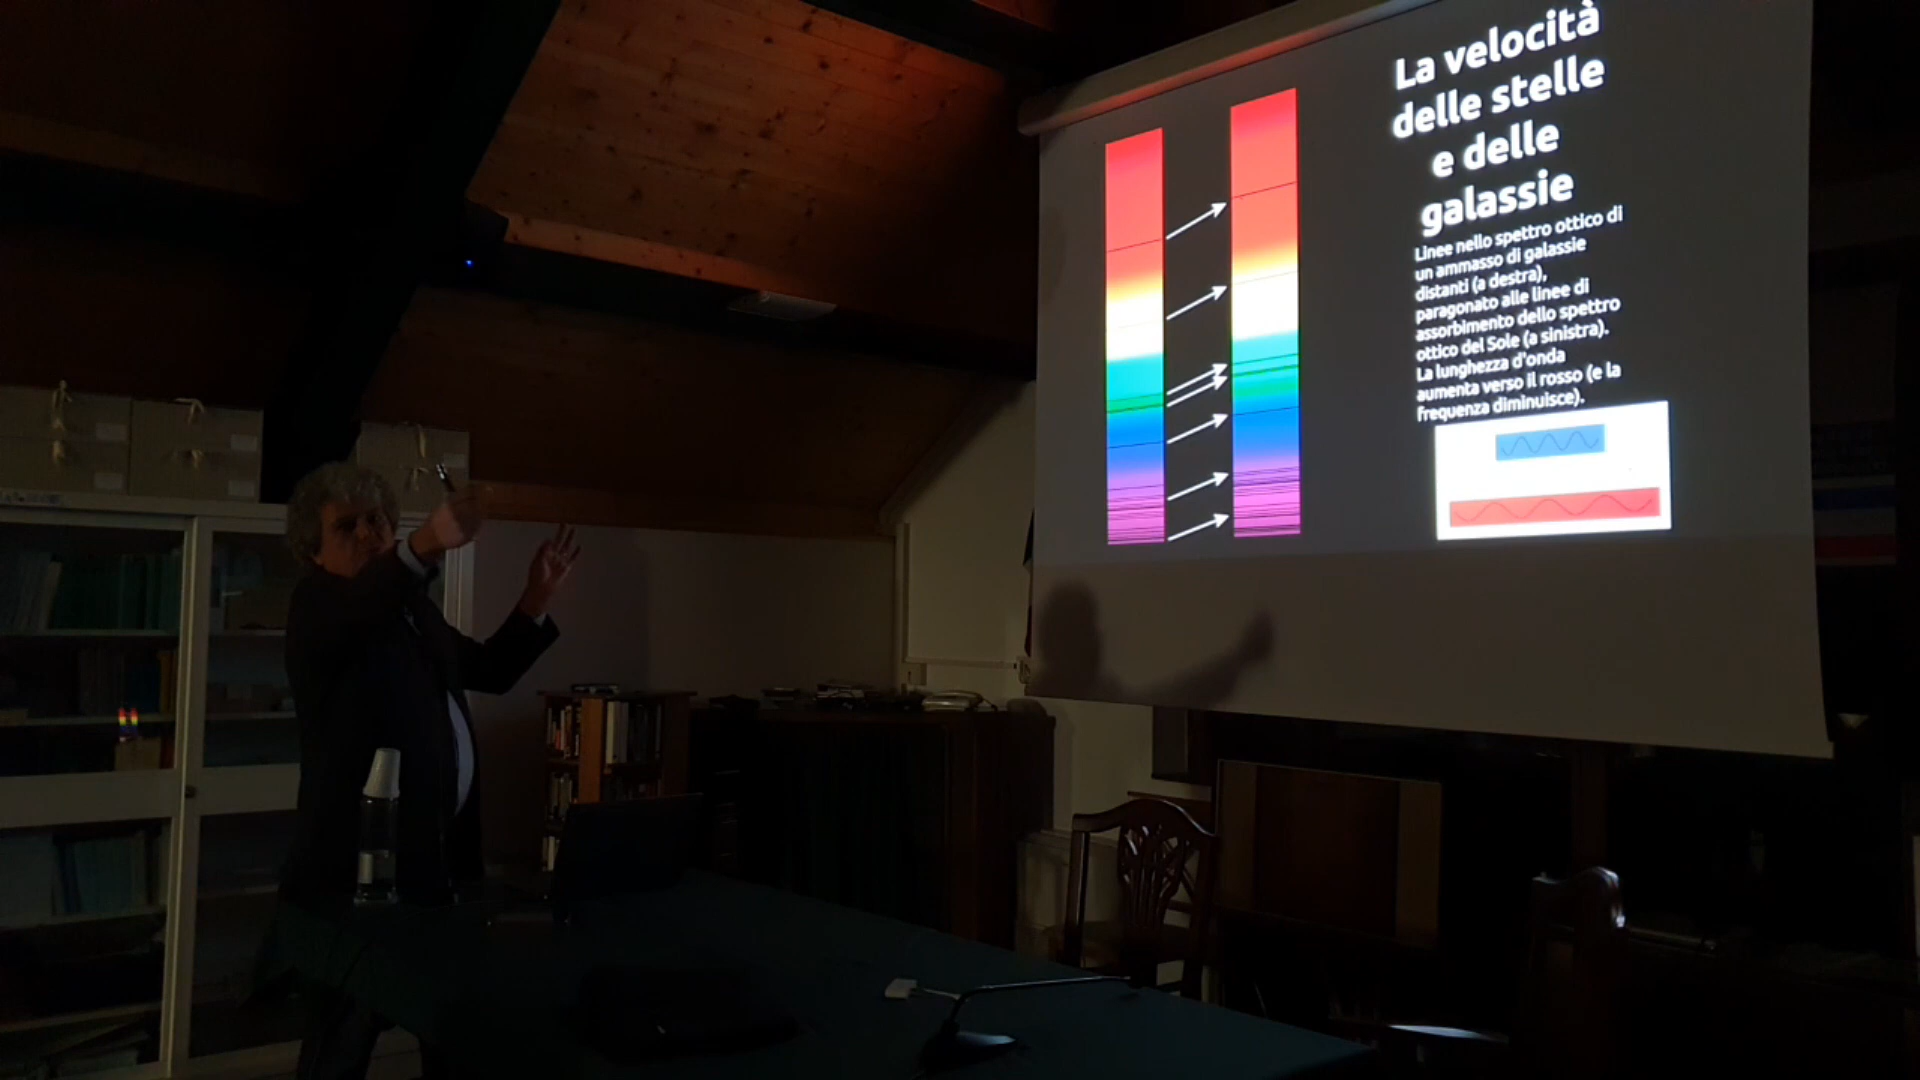 La velocità
delle stelle
e delle
galassie
Linee nello spettro ottico di
un ammasso di galassie
distanti (a destra),
paragonato alle linee di
assorbimento dello spettro
ottico del Sole (a sinistra).
La lunghezza d'onda
aumenta verso il rosso (e la
frequenza diminuisce).